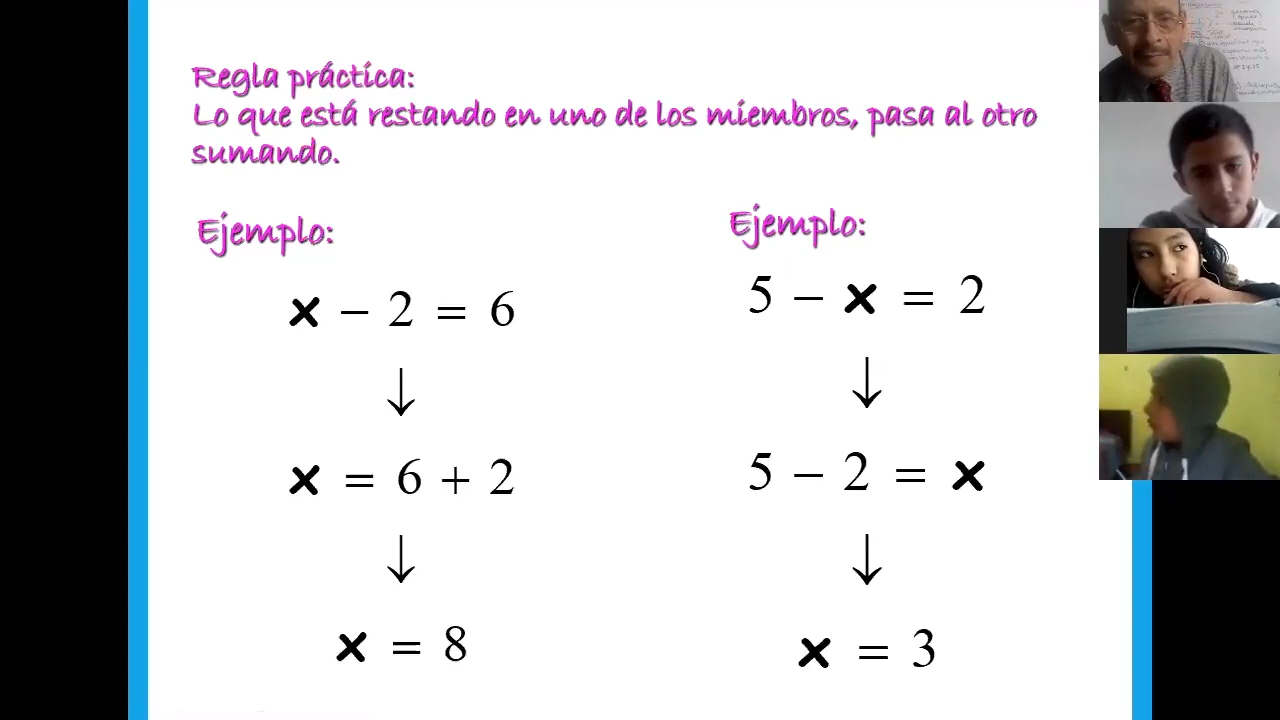 Regla práctica:
Lo que está restando en uno de los miembros, pasa al otro
sumando.
Ejemplo:
x − 2 = 6
↓
x = 6 + 2
↓
x = 8
Ejemplo:
5 − x = 2
↓
5 − 2 = x
↓
x = 3